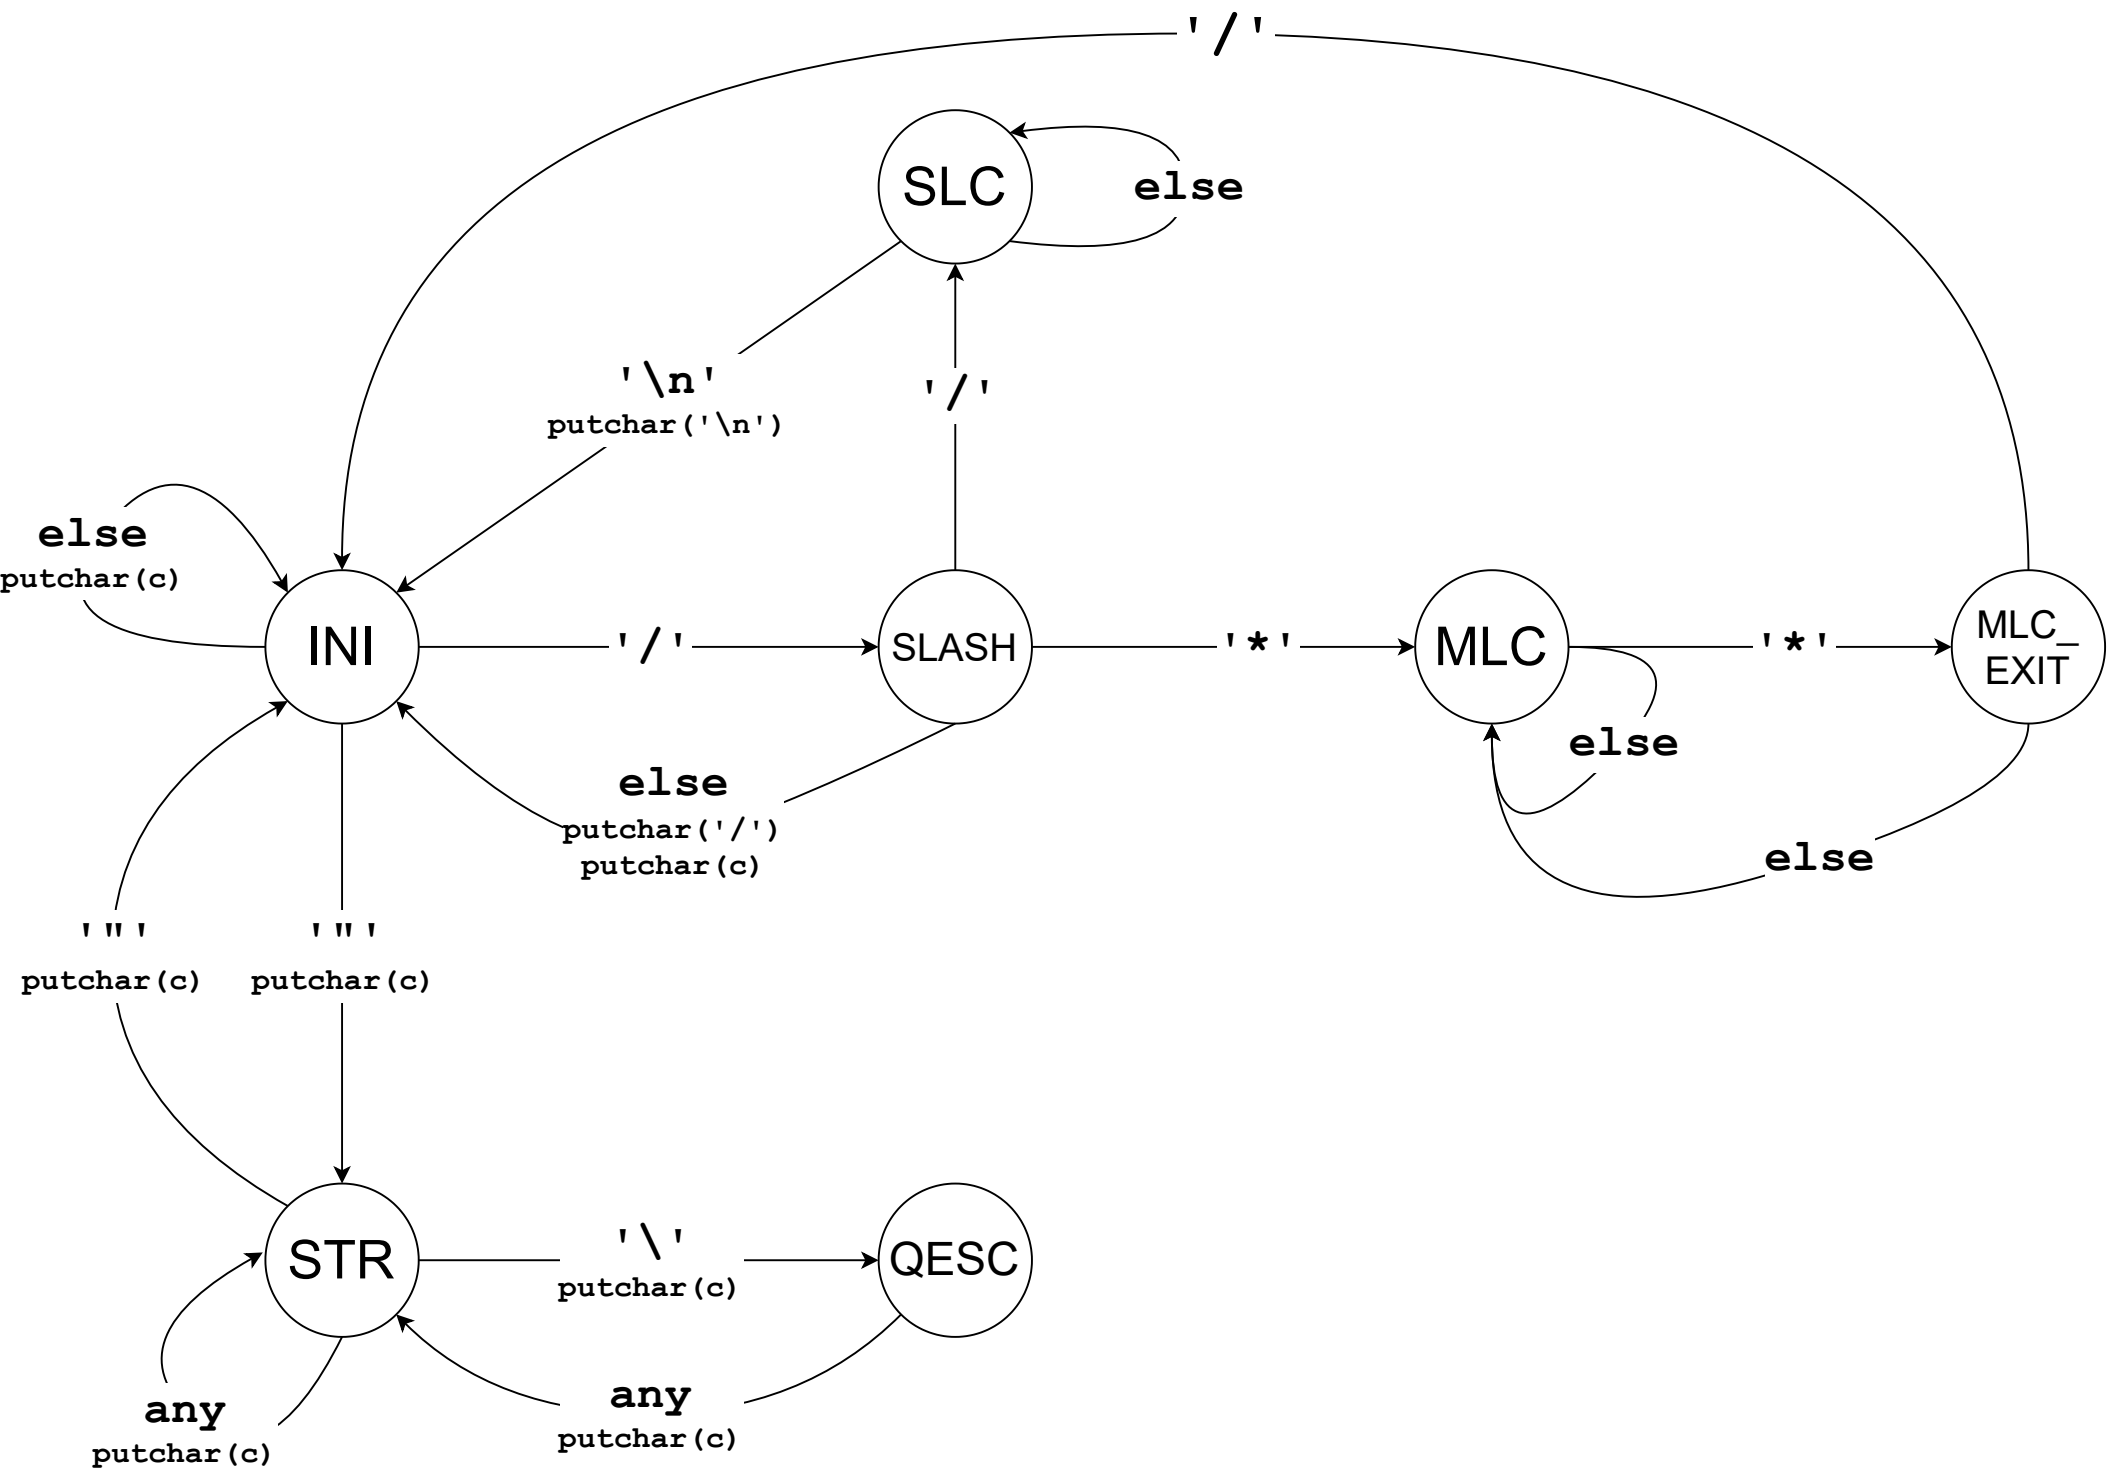 '/'
SLC
else
'\n'
putchar('\n')
'/'
else
putchar(c)
INI
'/'
SLASH
'*'
MLC
'*'
MLC_
EXIT
else
else
putchar('/')
putchar(c)
else
'"'
putchar(c)
'"'
putchar(c)
STR
'\'
putchar(c)
QESC
any
putchar(c)
any
putchar(c)